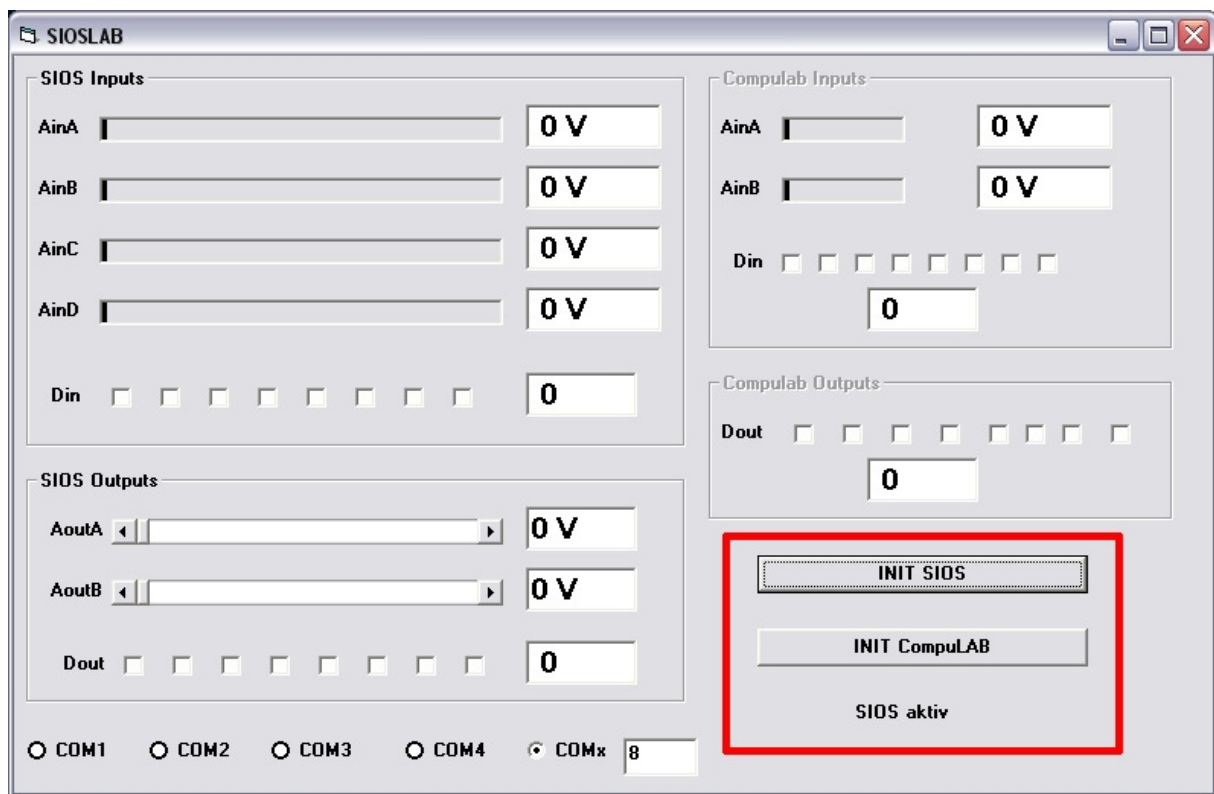 SIOSLAB
SIOS Inputs
AinA 0 V
AinB 0 V
AinC 0 V
AinD 0 V
Din 0
SIOS Outputs
AoutA 0 V
AoutB 0 V
Dout 0
COM1 COM2 COM3 COM4 COMx 8
Compulab Inputs
AinA 0 V
AinB 0 V
Din
0
Compulab Outputs
Dout
0
INIT SIOS
INIT CompuLAB
SIOS aktiv